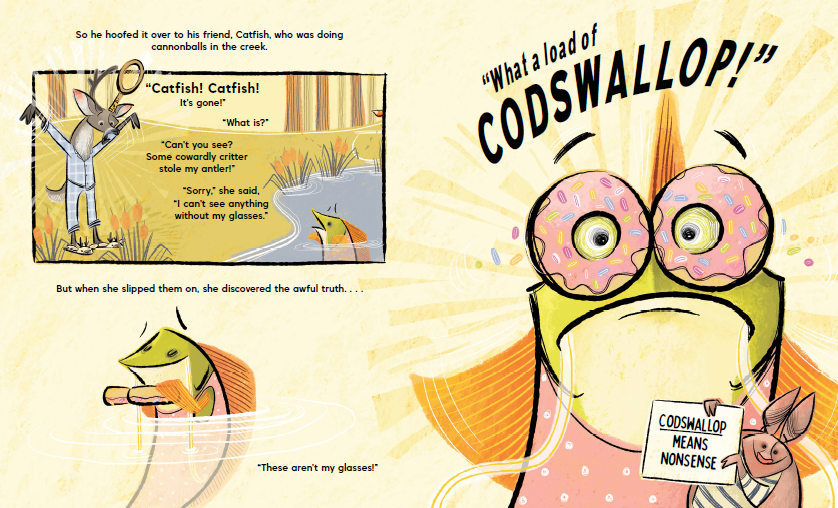 So he hoofed it over to his friend, Catfish, who was doing
cannonballs in the creek.
“Catfish! Catfish!
It’s gone!”
“What is?”
“Can’t you see?
Some cowardly critter
stole my antler!”
“Sorry,” she said,
“I can’t see anything
without my glasses.”
But when she slipped them on, she discovered the awful truth. . . .
“These aren’t my glasses!”
“What a load of
CODSWALLOP!”
CODSWALLOP
MEANS
NONSENSE